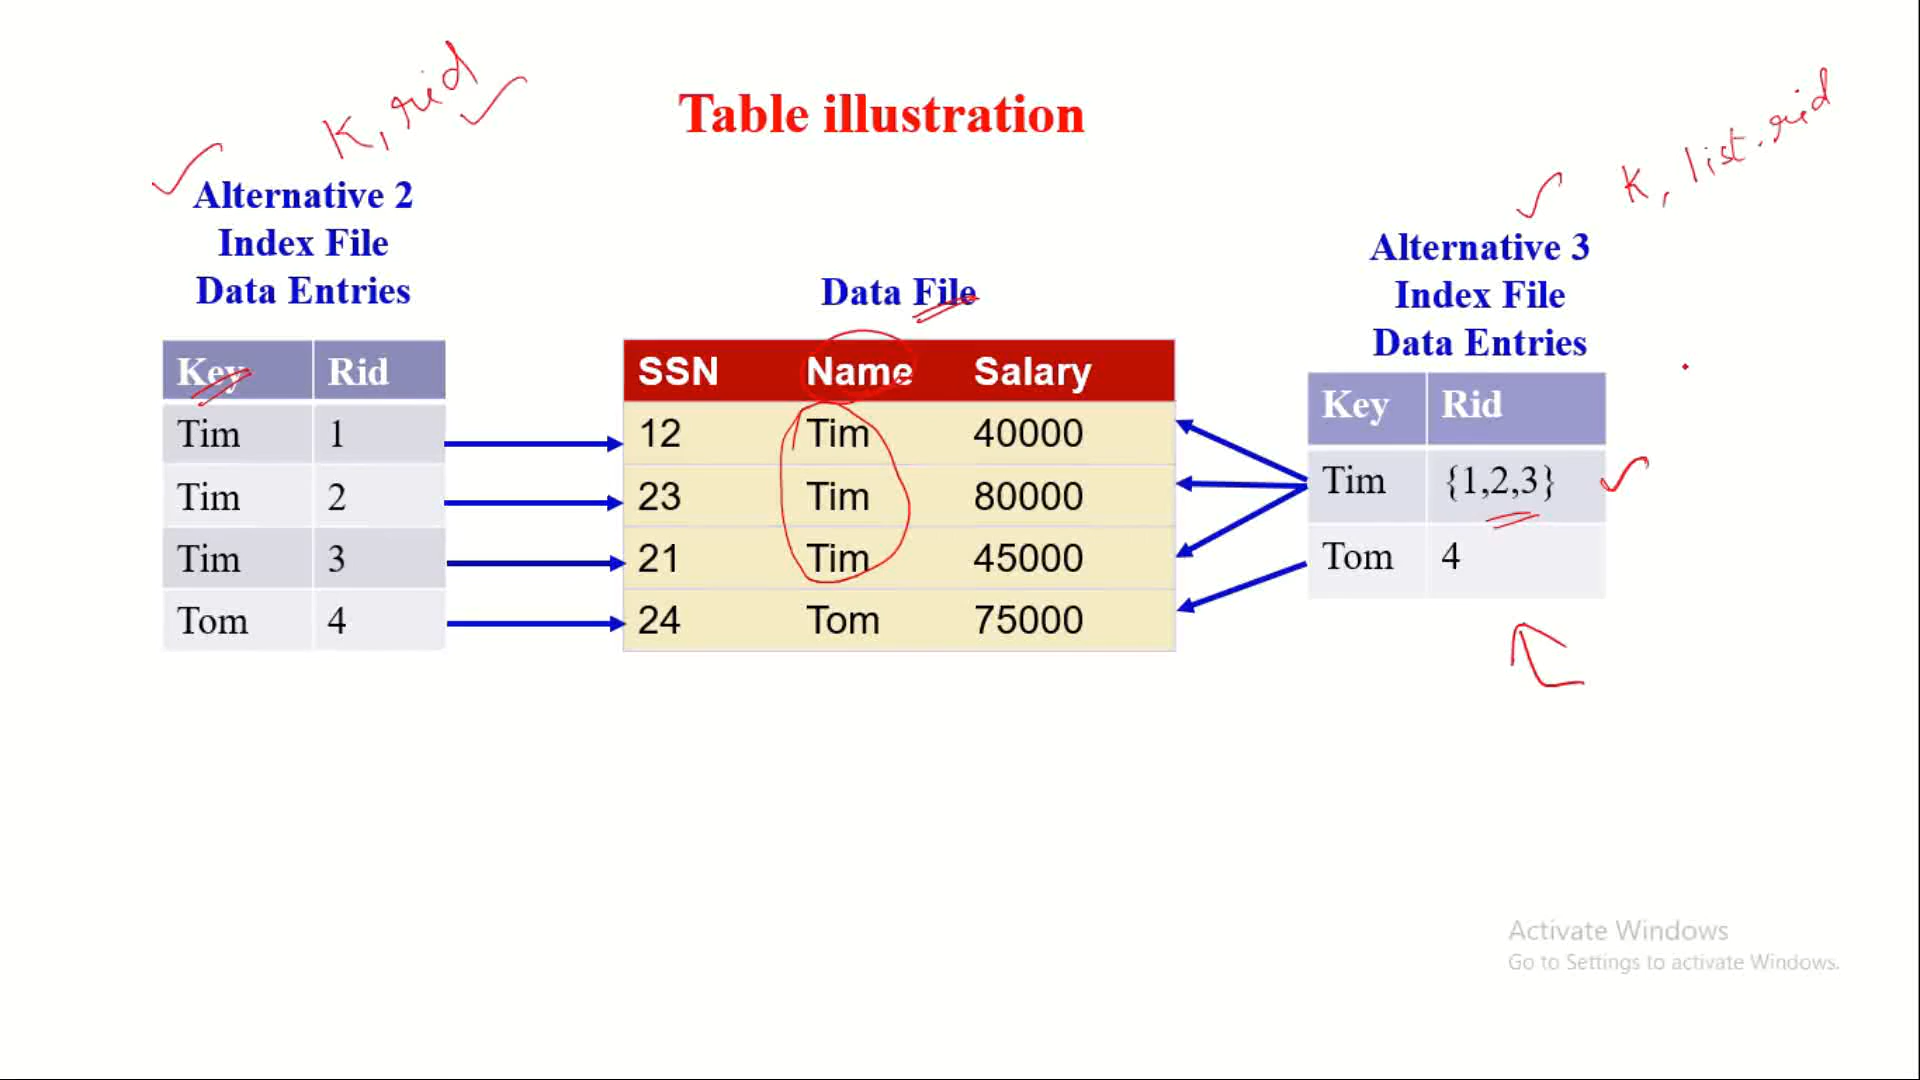 K, rid
Table illustration
K, list.rid
Alternative 2
Index File
Data Entries
Key Rid
Tim 1
Tim 2
Tim 3
Tom 4
Data File
SSN Name Salary
12 Tim 40000
23 Tim 80000
21 Tim 45000
24 Tom 75000
Alternative 3
Index File
Data Entries
Key Rid
Tim {1,2,3}
Tom 4
Activate Windows
Go to Settings to activate Windows.